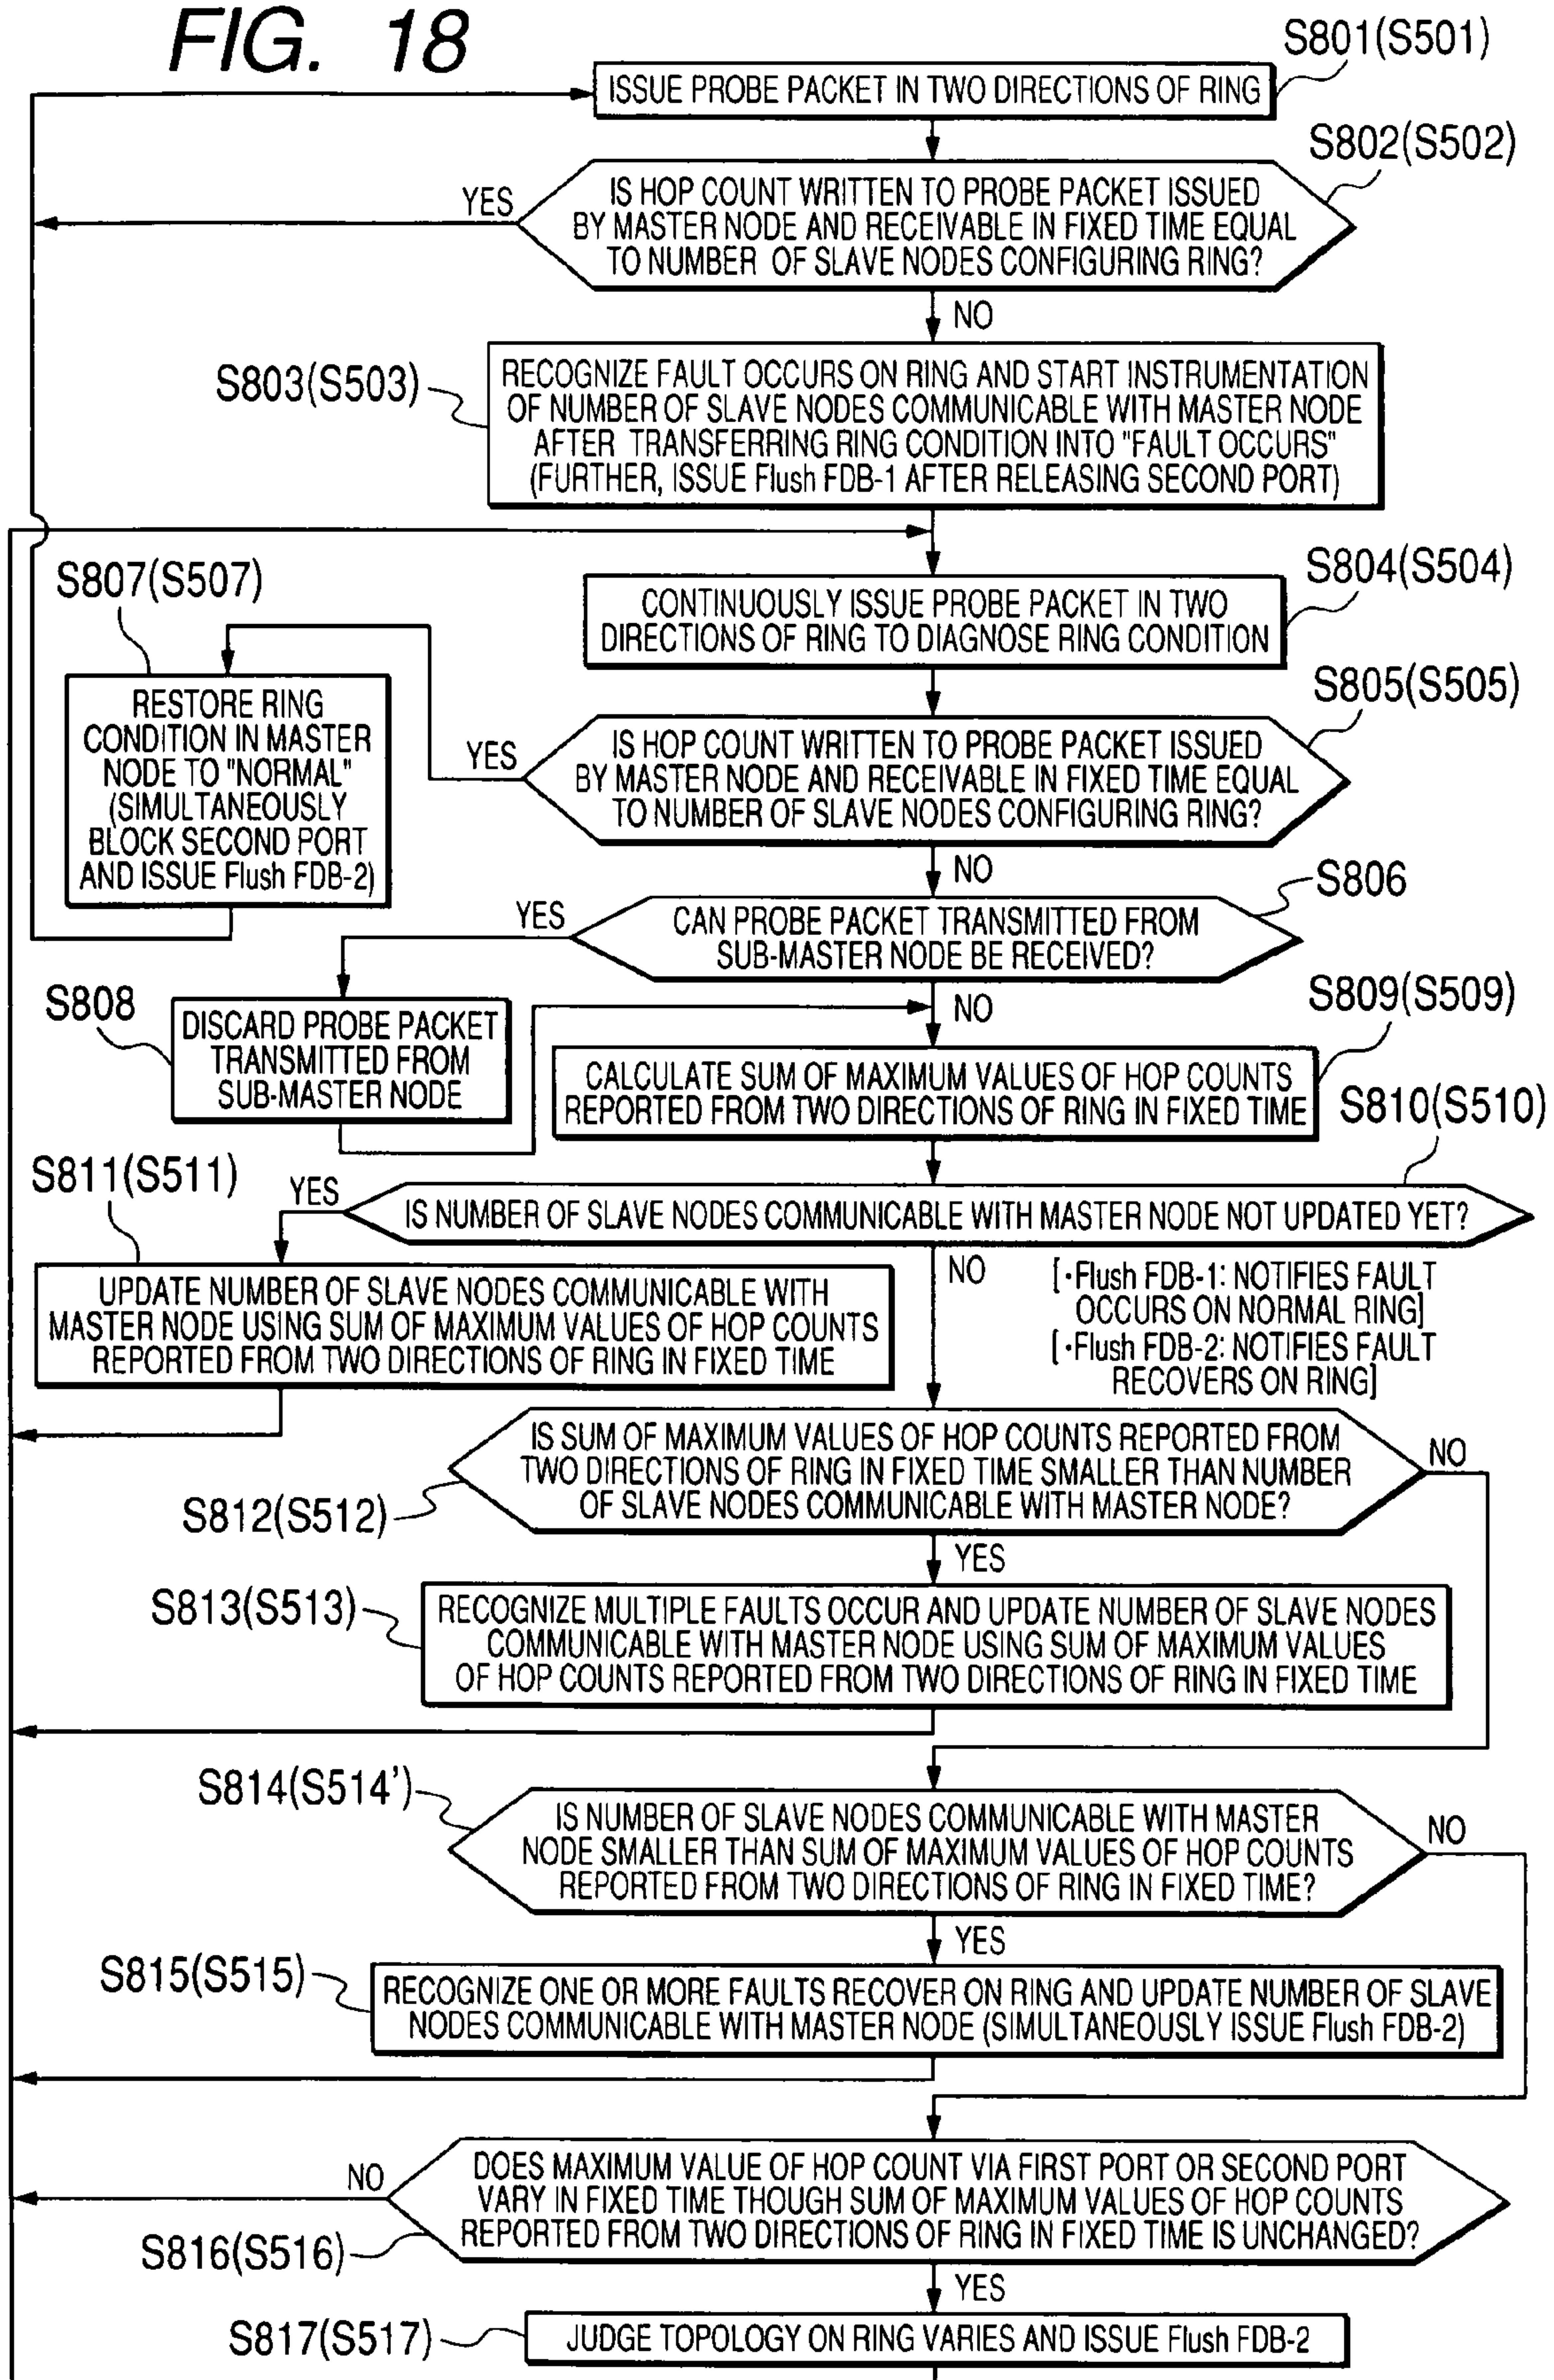 FIG. 18
S801(S501)
ISSUE PROBE PACKET IN TWO DIRECTIONS OF RING
S802(S502)
YES
IS HOP COUNT WRITTEN TO PROBE PACKET ISSUED
BY MASTER NODE AND RECEIVABLE IN FIXED TIME EQUAL
TO NUMBER OF SLAVE NODES CONFIGURING RING?
NO
S803(S503)
RECOGNIZE FAULT OCCURS ON RING AND START INSTRUMENTATION
OF NUMBER OF SLAVE NODES COMMUNICABLE WITH MASTER NODE
AFTER TRANSFERRING RING CONDITION INTO "FAULT OCCURS"
(FURTHER, ISSUE Flush FDB-1 AFTER RELEASING SECOND PORT)
S804(S504)
CONTINUOUSLY ISSUE PROBE PACKET IN TWO
DIRECTIONS OF RING TO DIAGNOSE RING CONDITION
S807(S507)
RESTORE RING
CONDITION IN MASTER
NODE TO "NORMAL"
(SIMULTANEOUSLY
BLOCK SECOND PORT
AND ISSUE Flush FDB-2)
S805(S505)
YES
IS HOP COUNT WRITTEN TO PROBE PACKET ISSUED
BY MASTER NODE AND RECEIVABLE IN FIXED TIME EQUAL
TO NUMBER OF SLAVE NODES CONFIGURING RING?
NO
S806
YES
CAN PROBE PACKET TRANSMITTED FROM
SUB-MASTER NODE BE RECEIVED?
NO
S808
DISCARD PROBE PACKET
TRANSMITTED FROM
SUB-MASTER NODE
S809(S509)
CALCULATE SUM OF MAXIMUM VALUES OF HOP COUNTS
REPORTED FROM TWO DIRECTIONS OF RING IN FIXED TIME
S810(S510)
S811(S511)
YES
IS NUMBER OF SLAVE NODES COMMUNICABLE WITH MASTER NODE NOT UPDATED YET?
NO
UPDATE NUMBER OF SLAVE NODES COMMUNICABLE WITH
MASTER NODE USING SUM OF MAXIMUM VALUES OF HOP COUNTS
REPORTED FROM TWO DIRECTIONS OF RING IN FIXED TIME
[·Flush FDB-1: NOTIFIES FAULT
OCCURS ON NORMAL RING]
[·Flush FDB-2: NOTIFIES FAULT
RECOVERS ON RING]
S812(S512)
IS SUM OF MAXIMUM VALUES OF HOP COUNTS REPORTED FROM
TWO DIRECTIONS OF RING IN FIXED TIME SMALLER THAN NUMBER
OF SLAVE NODES COMMUNICABLE WITH MASTER NODE?
NO
YES
S813(S513)
RECOGNIZE MULTIPLE FAULTS OCCUR AND UPDATE NUMBER OF SLAVE NODES
COMMUNICABLE WITH MASTER NODE USING SUM OF MAXIMUM VALUES
OF HOP COUNTS REPORTED FROM TWO DIRECTIONS OF RING IN FIXED TIME
S814(S514')
IS NUMBER OF SLAVE NODES COMMUNICABLE WITH MASTER
NODE SMALLER THAN SUM OF MAXIMUM VALUES OF HOP COUNTS
REPORTED FROM TWO DIRECTIONS OF RING IN FIXED TIME?
NO
YES
S815(S515)
RECOGNIZE ONE OR MORE FAULTS RECOVER ON RING AND UPDATE NUMBER OF SLAVE
NODES COMMUNICABLE WITH MASTER NODE (SIMULTANEOUSLY ISSUE Flush FDB-2)
NO
DOES MAXIMUM VALUE OF HOP COUNT VIA FIRST PORT OR SECOND PORT
VARY IN FIXED TIME THOUGH SUM OF MAXIMUM VALUES OF HOP COUNTS
REPORTED FROM TWO DIRECTIONS OF RING IN FIXED TIME IS UNCHANGED?
S816(S516)
YES
S817(S517)
JUDGE TOPOLOGY ON RING VARIES AND ISSUE Flush FDB-2